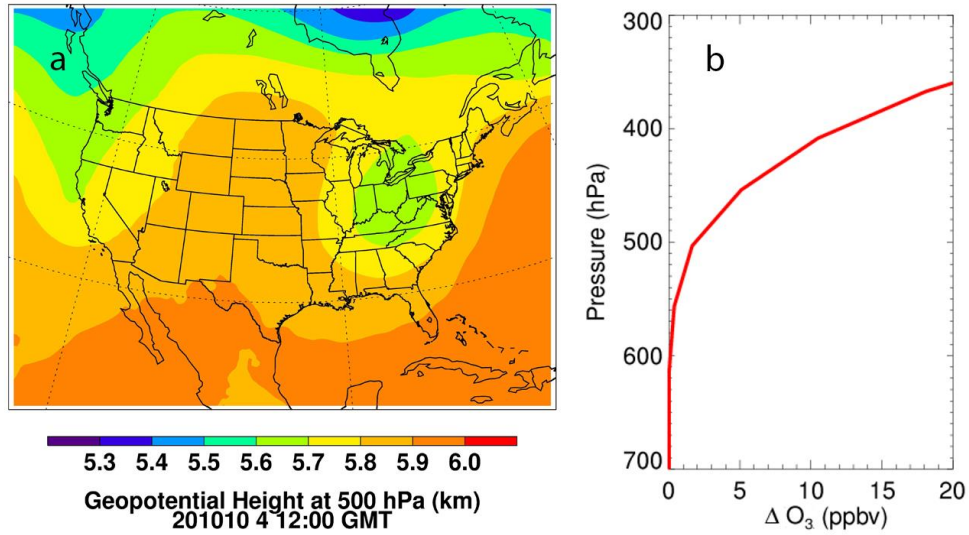 a
5.3 5.4 5.5 5.6 5.7 5.8 5.9 6.0
Geopotential Height at 500 hPa (km)
201010 4 12:00 GMT
b
300
400
500
600
700
Pressure (hPa)
0 5 10 15 20
Δ O₃ (ppbv)